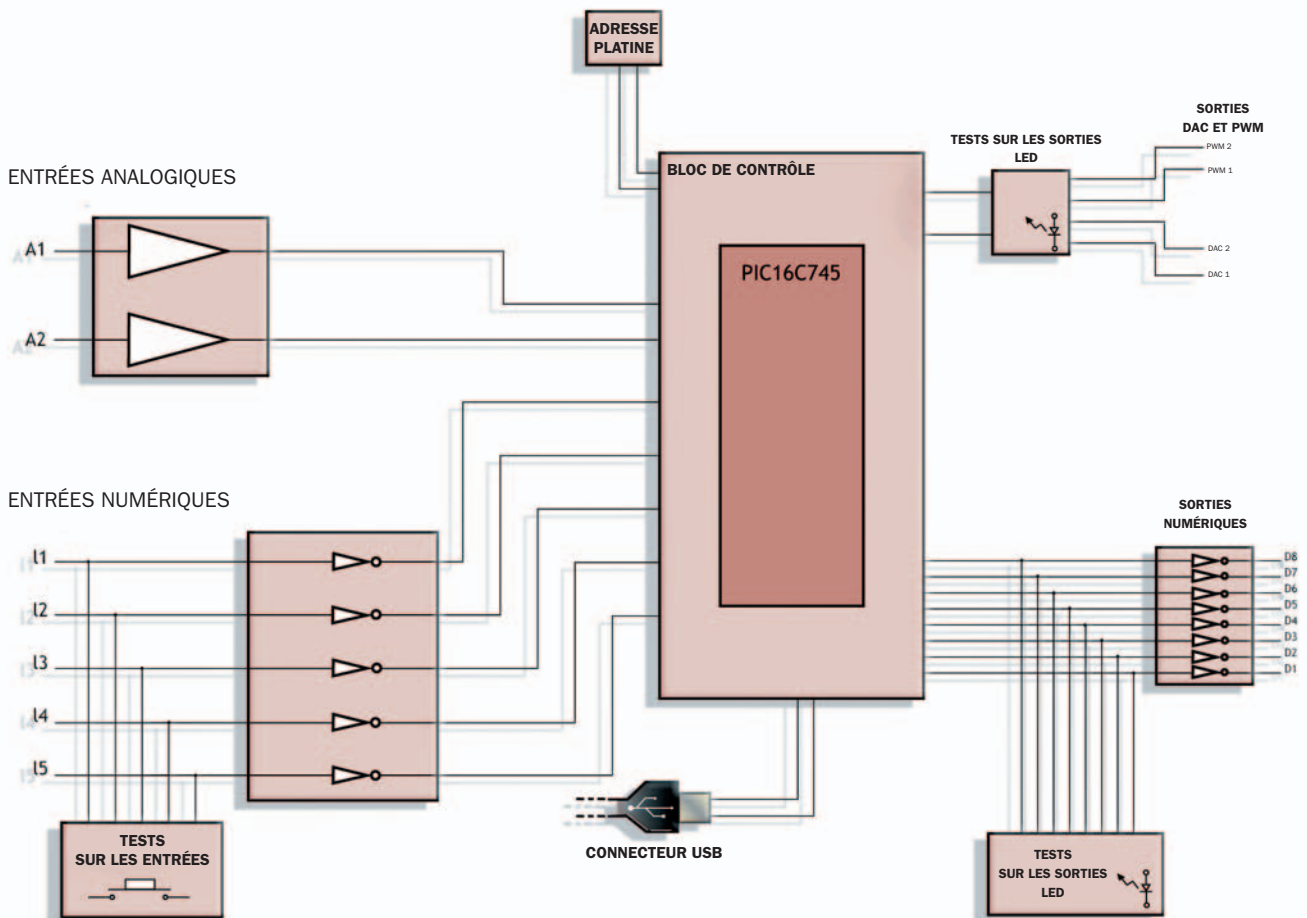 ADRESSE
PLATINE
SORTIES
DAC ET PWM
TESTS SUR LES SORTIES
LED
PWM 2
PWM 1
DAC 2
DAC 1
BLOC DE CONTRÔLE
PIC16C745
ENTRÉES ANALOGIQUES
A1
A2
ENTRÉES NUMÉRIQUES
I1
I2
I3
I4
I5
SORTIES
NUMÉRIQUES
D8
D7
D6
D5
D4
D3
D2
D1
TESTS
SUR LES ENTRÉES
CONNECTEUR USB
TESTS
SUR LES SORTIES
LED